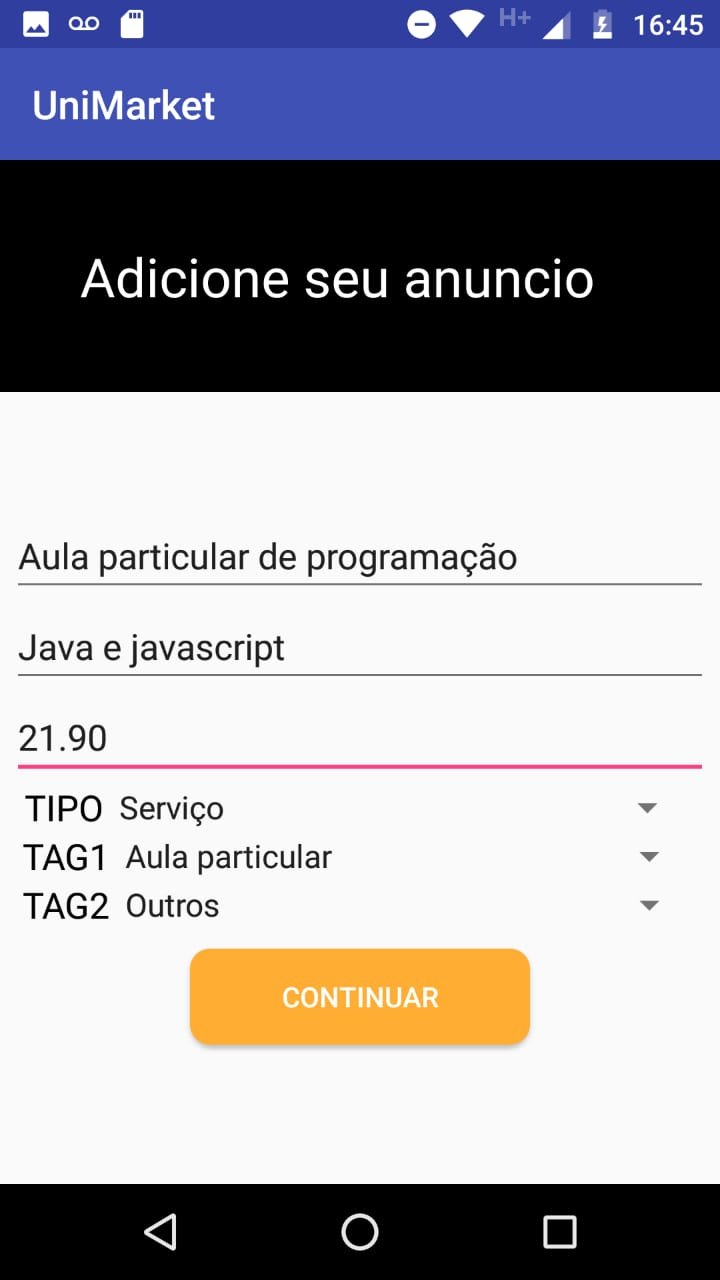 H+ 16:45
UniMarket
Adicione seu anuncio
Aula particular de programação
Java e javascript
21.90
TIPO Serviço
TAG1 Aula particular
TAG2 Outros
CONTINUAR